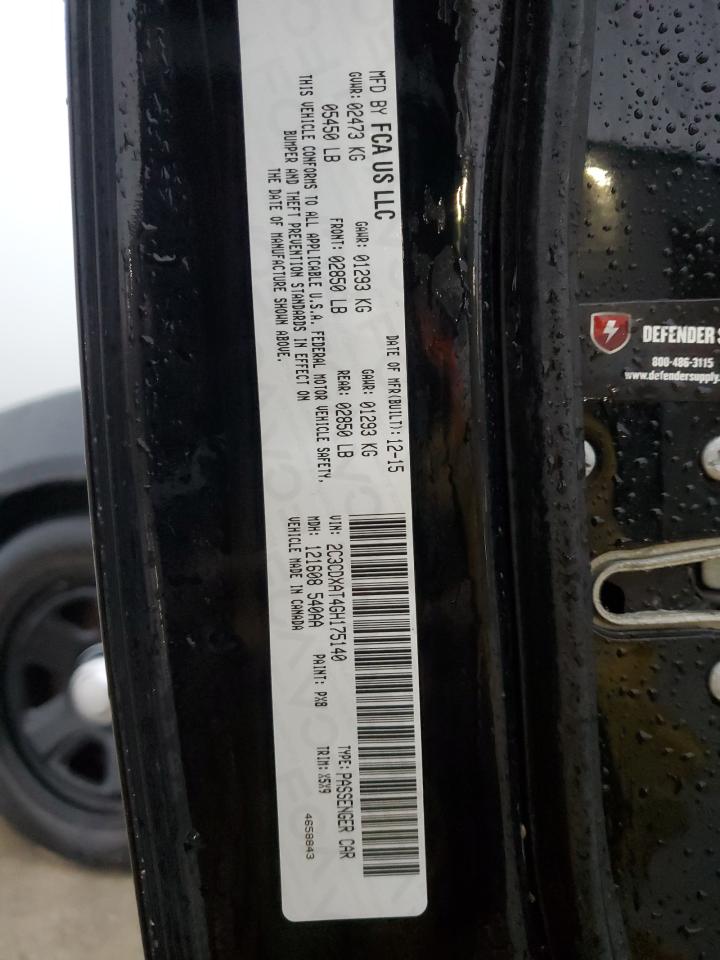 MFD BY FCA US LLC
DATE OF MFR(BUILT): 12-15
GVWR: 02473 KG
GAWR: 01293 KG
GAWR: 01293 KG
05450 LB
FRONT: 02850 LB
REAR: 02850 LB
THIS VEHICLE CONFORMS TO ALL APPLICABLE U.S.A. FEDERAL MOTOR VEHICLE SAFETY,
BUMPER AND THEFT PREVENTION STANDARDS IN EFFECT ON
THE DATE OF MANUFACTURE SHOWN ABOVE.
VIN: 2C3CDXAT4GH175140
TYPE: PASSENGER CAR
MDH: 121608 540AA
PAINT: PX8
TRIM: X5X9
VEHICLE MADE IN CANADA
4658843
DEFENDER S
800-486-3115
www.defendersupply.